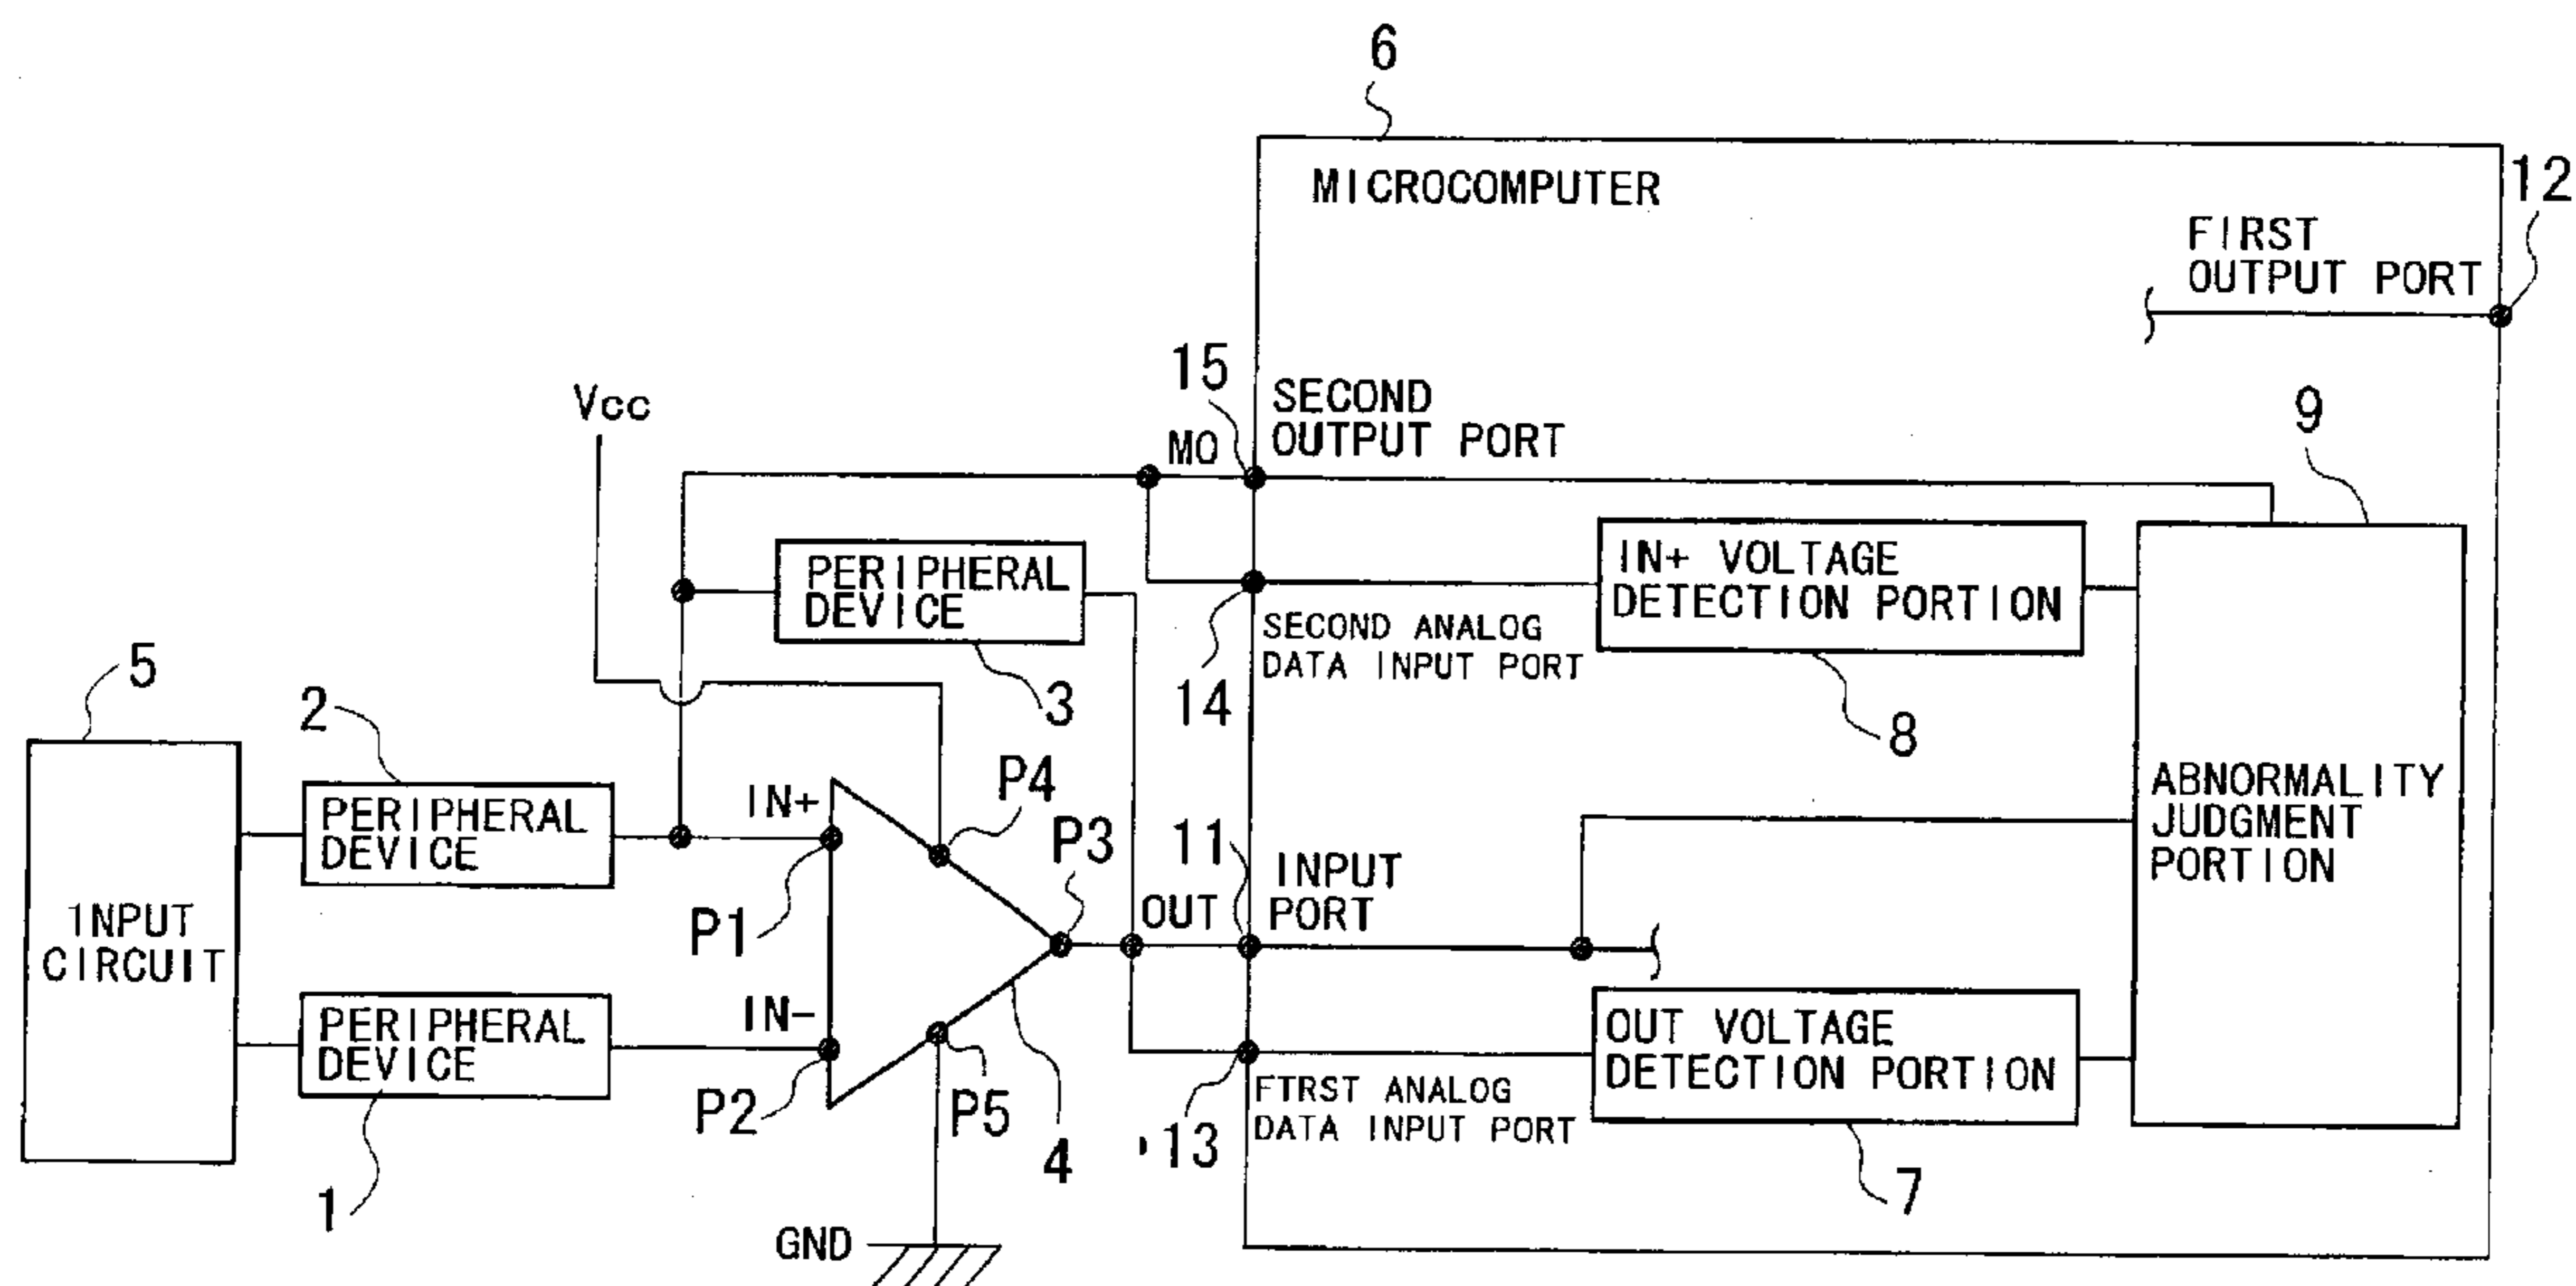 6
MICROCOMPUTER
12
FIRST
OUTPUT PORT
Vcc
15
MO
SECOND
OUTPUT PORT
9
PERIPHERAL
DEVICE
3
IN+ VOLTAGE
DETECTION PORTION
8
SECOND ANALOG
DATA INPUT PORT
14
5
INPUT
CIRCUIT
2
PERIPHERAL
DEVICE
IN+
P1
P4
P3
OUT
11
INPUT
PORT
ABNORMALITY
JUDGMENT
PORTION
PERIPHERAL
DEVICE
1
IN-
P2
P5
4
GND
13
FTRST ANALOG
DATA INPUT PORT
OUT VOLTAGE
DETECTION PORTION
7